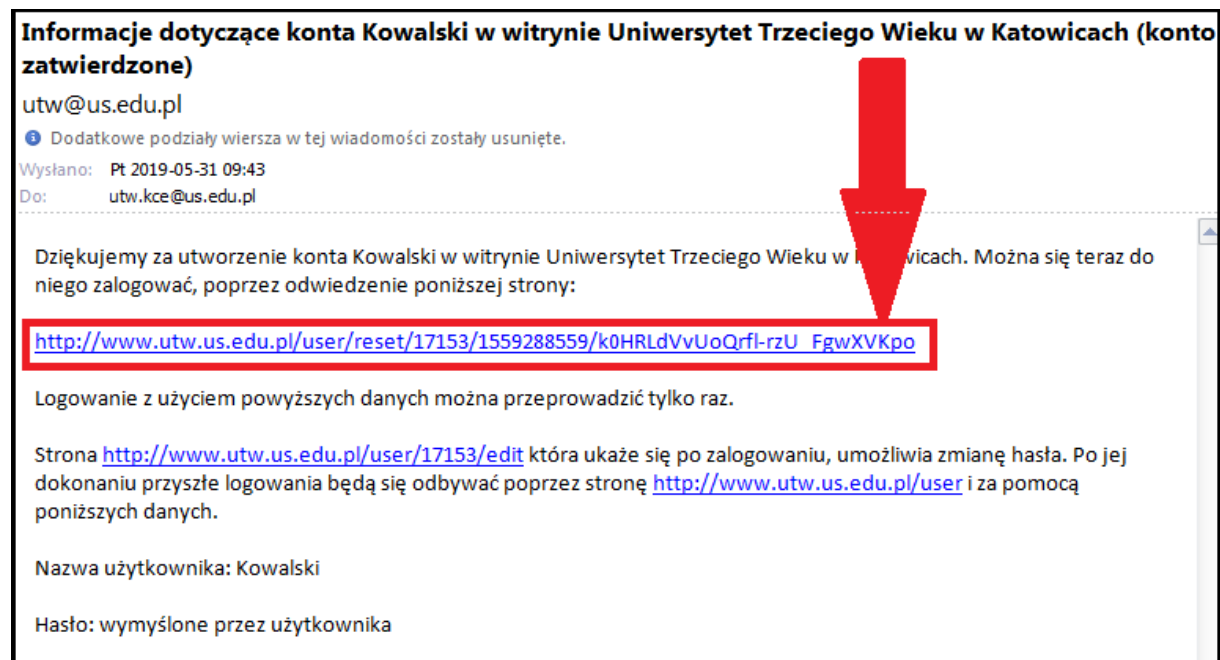 Informacje dotyczące konta Kowalski w witrynie Uniwersytet Trzeciego Wieku w Katowicach (konto
zatwierdzone)
utw@us.edu.pl
Dodatkowe podziały wiersza w tej wiadomości zostały usunięte.
Wysłano: Pt 2019-05-31 09:43
Do: utw.kce@us.edu.pl
Dziękujemy za utworzenie konta Kowalski w witrynie Uniwersytet Trzeciego Wieku w Katowicach. Można się teraz do
niego zalogować, poprzez odwiedzenie poniższej strony:
http://www.utw.us.edu.pl/user/reset/17153/1559288559/k0HRLdVvUoQrfl-rzU_FgwXVKpo
Logowanie z użyciem powyższych danych można przeprowadzić tylko raz.
Strona http://www.utw.us.edu.pl/user/17153/edit która ukaże się po zalogowaniu, umożliwia zmianę hasła. Po jej
dokonaniu przyszłe logowania będą się odbywać poprzez stronę http://www.utw.us.edu.pl/user i za pomocą
poniższych danych.
Nazwa użytkownika: Kowalski
Hasło: wymyślone przez użytkownika